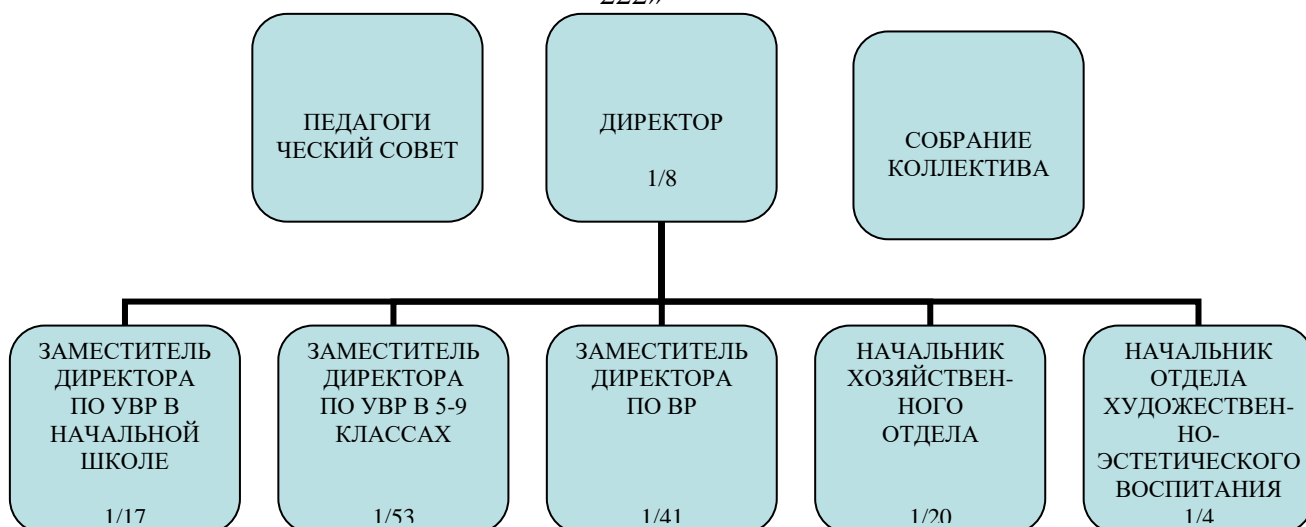 222»
ПЕДАГОГИ
ЧЕСКИЙ СОВЕТ
ДИРЕКТОР
1/8
СОБРАНИЕ
КОЛЛЕКТИВА
ЗАМЕСТИТЕЛЬ
ДИРЕКТОРА
ПО УВР В
НАЧАЛЬНОЙ
ШКОЛЕ
1/17
ЗАМЕСТИТЕЛЬ
ДИРЕКТОРА
ПО УВР В 5-9
КЛАССАХ
1/53
ЗАМЕСТИТЕЛЬ
ДИРЕКТОРА
ПО ВР
1/41
НАЧАЛЬНИК
ХОЗЯЙСТВЕН-
НОГО
ОТДЕЛА
1/20
НАЧАЛЬНИК
ОТДЕЛА
ХУДОЖЕСТВЕН-
НО-
ЭСТЕТИЧЕСКОГО
ВОСПИТАНИЯ
1/4